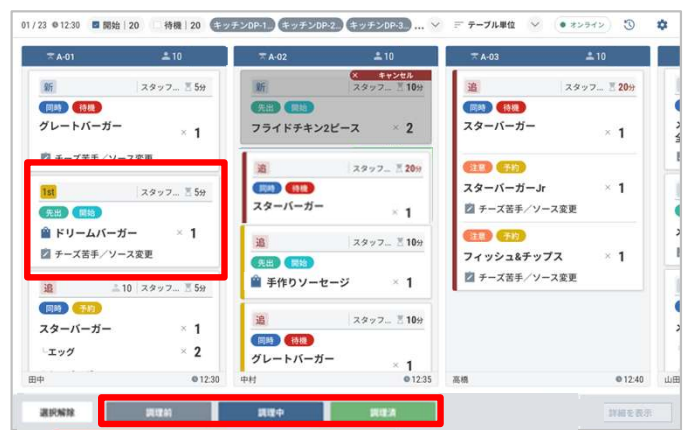 01 / 23 12:30 開始 | 20 待機 | 20 キッチンDP-1... キッチンDP-2... キッチンDP-3... ... テーブル単位 オンライン
A-01 10
新 スタッフ... 5分
同時 待機
グレートバーガー × 1
チーズ苦手／ソース変更
1st スタッフ... 5分
先出 開始
ドリームバーガー × 1
チーズ苦手／ソース変更
追 10 スタッフ... 5分
同時 予約
スターバーガー × 1
エッグ × 2
田中 12:30
A-02 10
× キャンセル
新 スタッフ... 10分
先出 開始
フライドチキン2ピース × 2
追 スタッフ... 20分
同時 待機
スターバーガー × 1
追 スタッフ... 10分
先出 開始
手作りソーセージ × 1
追 スタッフ... 10分
同時 待機
グレートバーガー × 1
中村 12:35
A-03 10
追 スタッフ... 20分
同時 待機
スターバーガー × 1
注意 予約
スターバーガーJr × 1
チーズ苦手／ソース変更
注意 予約
フィッシュ&チップス × 1
チーズ苦手／ソース変更
高橋 12:40
山田
選択解除 調理前 調理中 調理済 詳細を表示